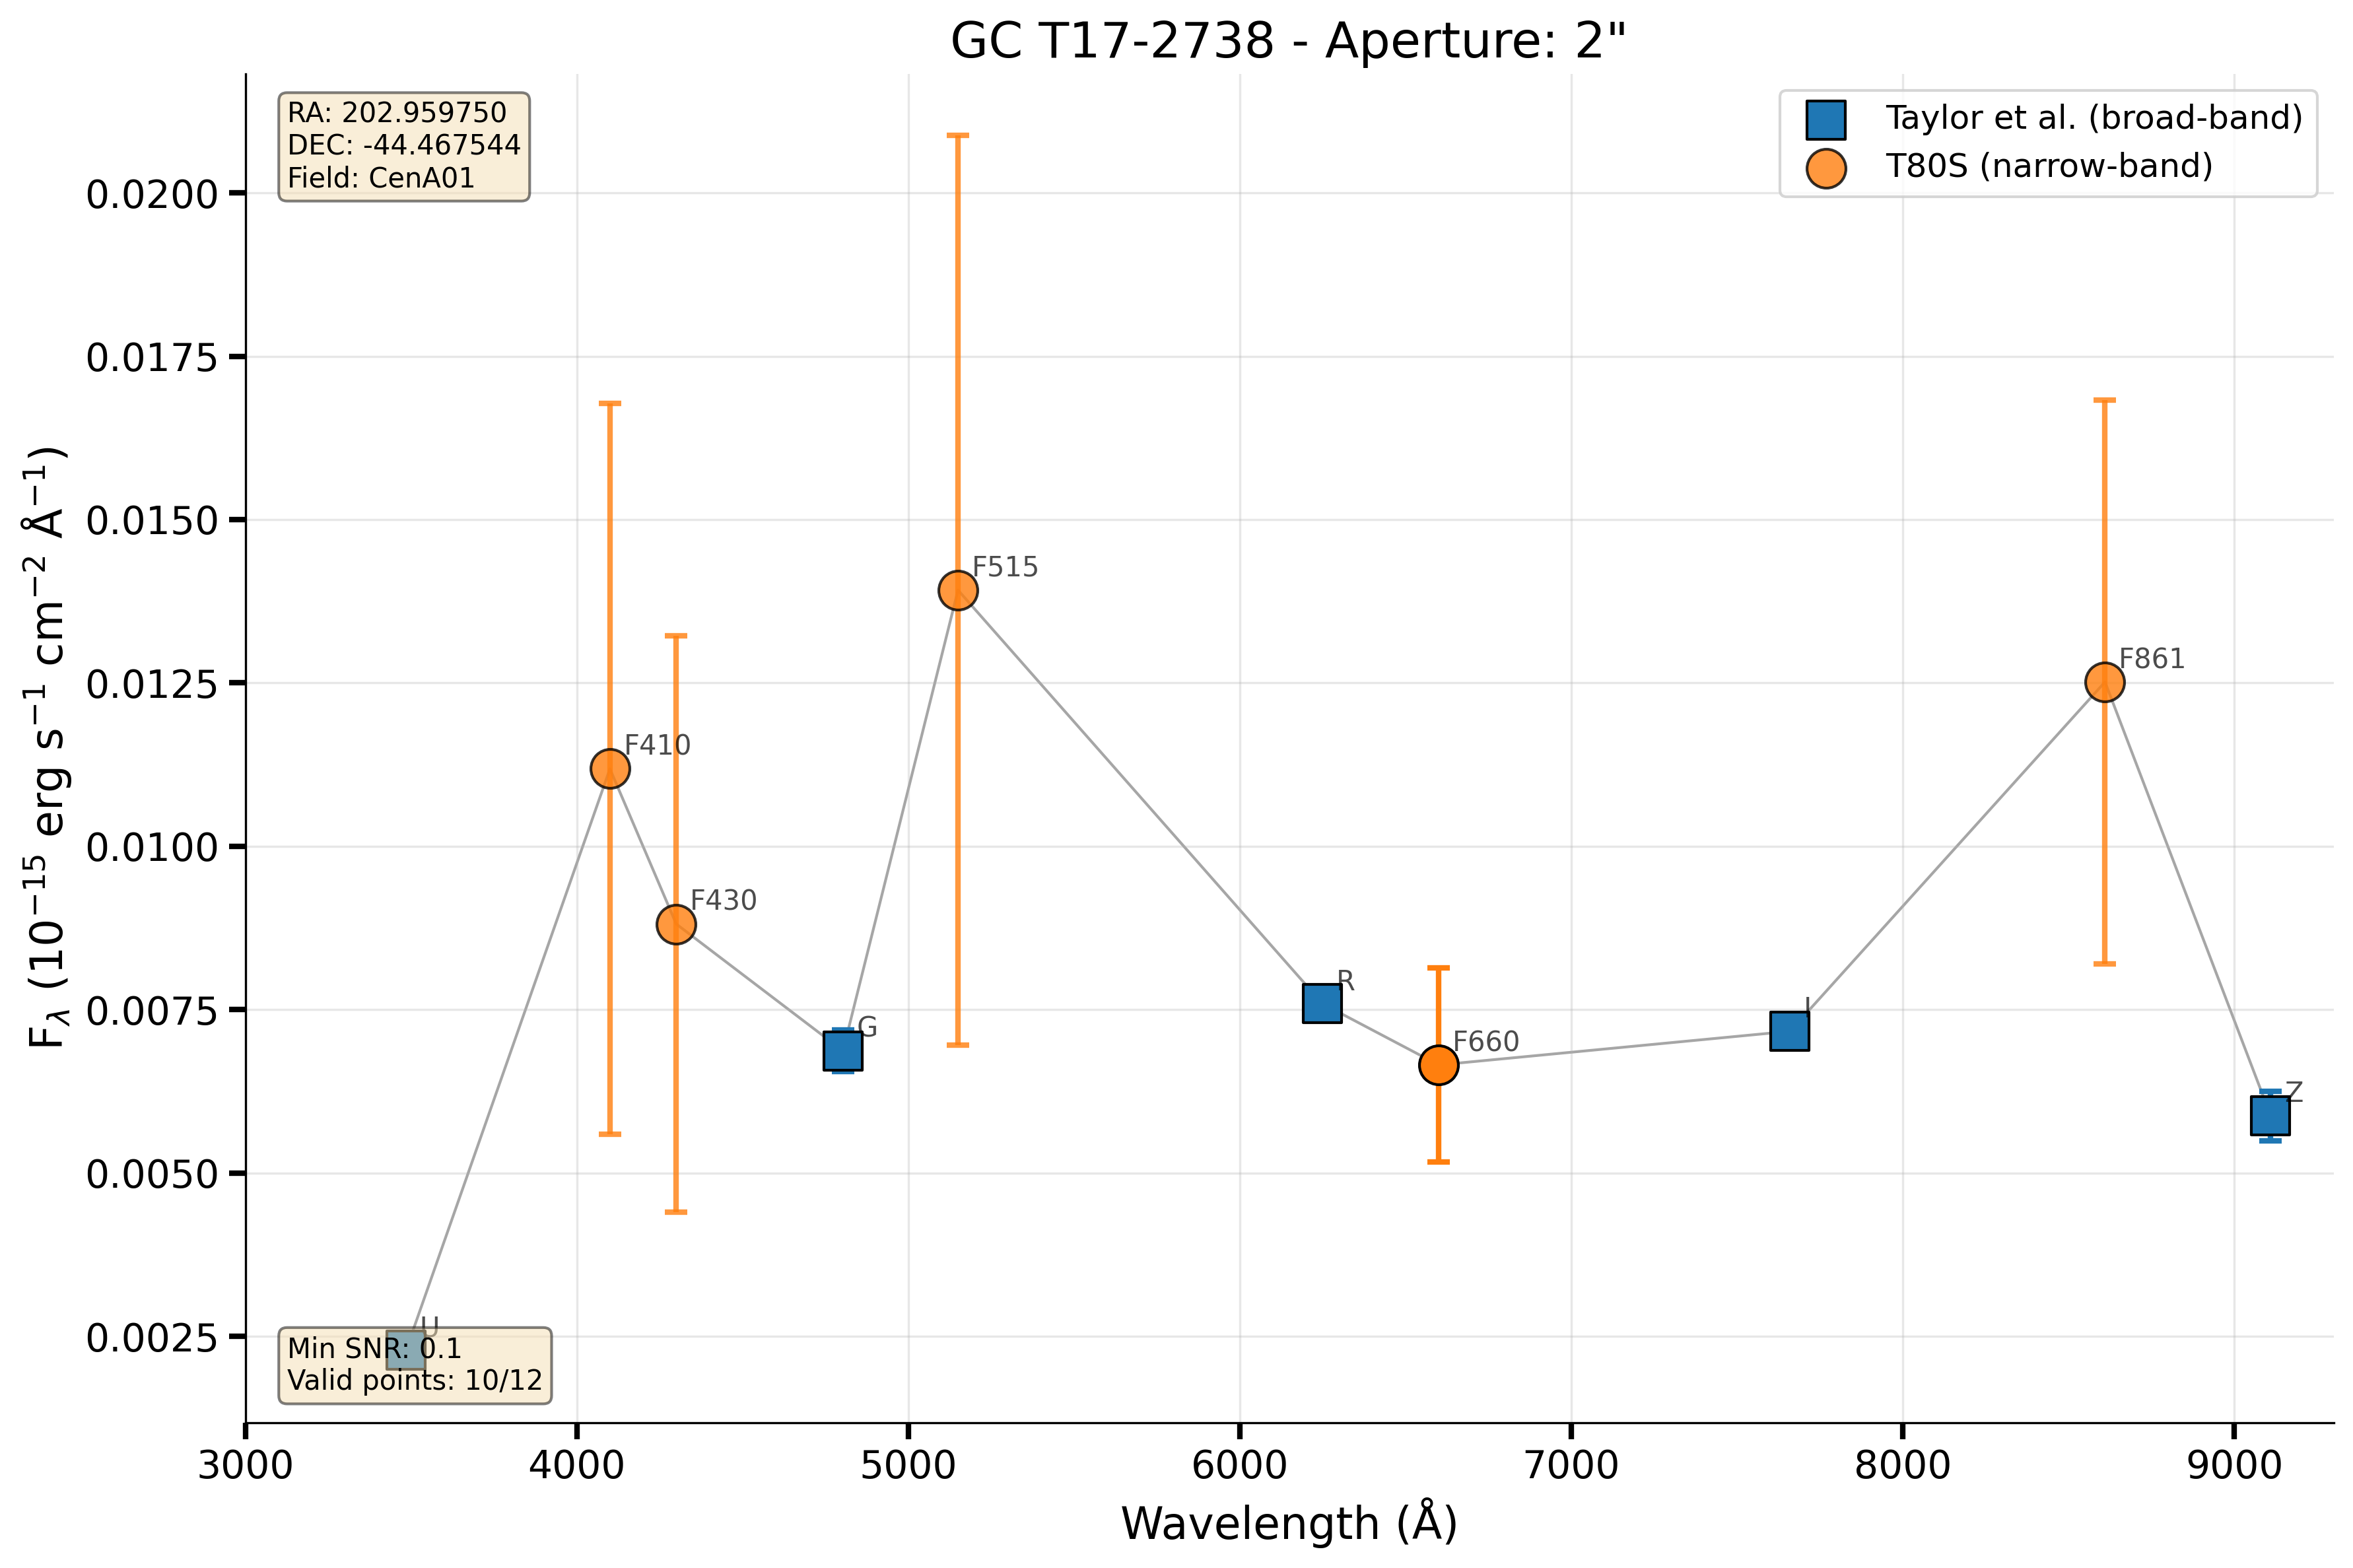 GC T17-2738 - Aperture: 2"
RA: 202.959750
DEC: -44.467544
Field: CenA01
Taylor et al. (broad-band)
T80S (narrow-band)
F$_λ$ (10$^{-15}$ erg s$^{-1}$ cm$^{-2}$ Å$^{-1}$)
0.0200
0.0175
0.0150
0.0125
0.0100
0.0075
0.0050
0.0025
U
F410
F430
G
F515
R
F660
I
F861
Z
Min SNR: 0.1
Valid points: 10/12
3000 4000 5000 6000 7000 8000 9000
Wavelength (Å)